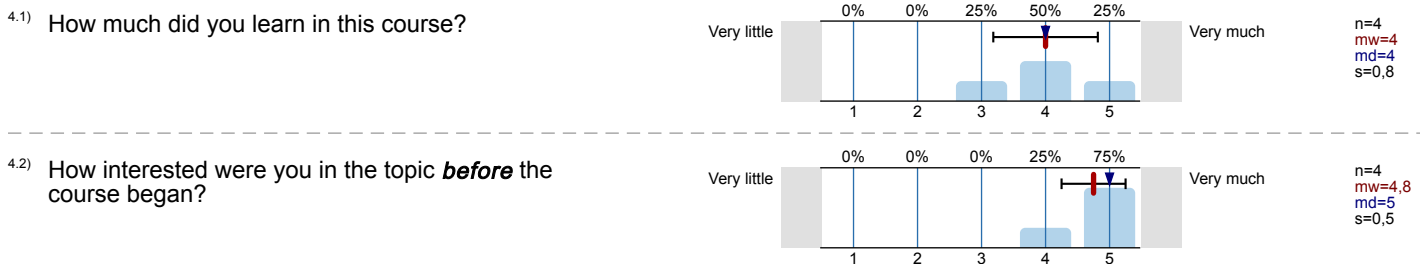 4.1) How much did you learn in this course?
0% 0% 25% 50% 25%
Very little
Very much
1 2 3 4 5
n=4
mw=4
md=4
s=0,8
4.2) How interested were you in the topic before the
course began?
0% 0% 0% 25% 75%
Very little
Very much
1 2 3 4 5
n=4
mw=4,8
md=5
s=0,5